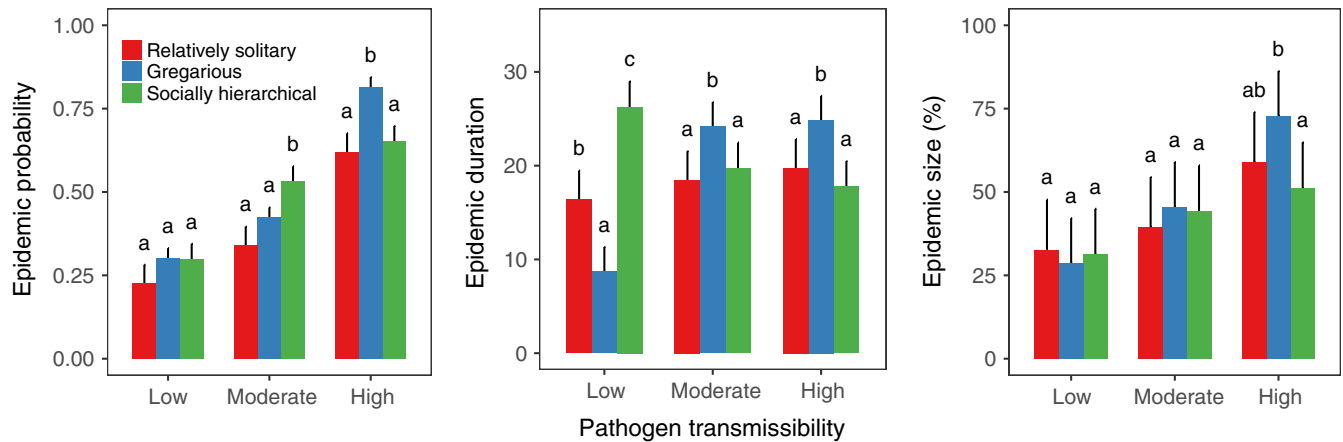 Epidemic probability
1.00
0.75
0.50
0.25
0.00
Relatively solitary
Gregarious
Socially hierarchical
a a a
a a b
a b a
Low Moderate High
Epidemic duration
30
20
10
0
b a c
a b a
a b a
Low Moderate High
Pathogen transmissibility
Epidemic size (%)
100
75
50
25
0
a a a
a a a
ab b a
Low Moderate High